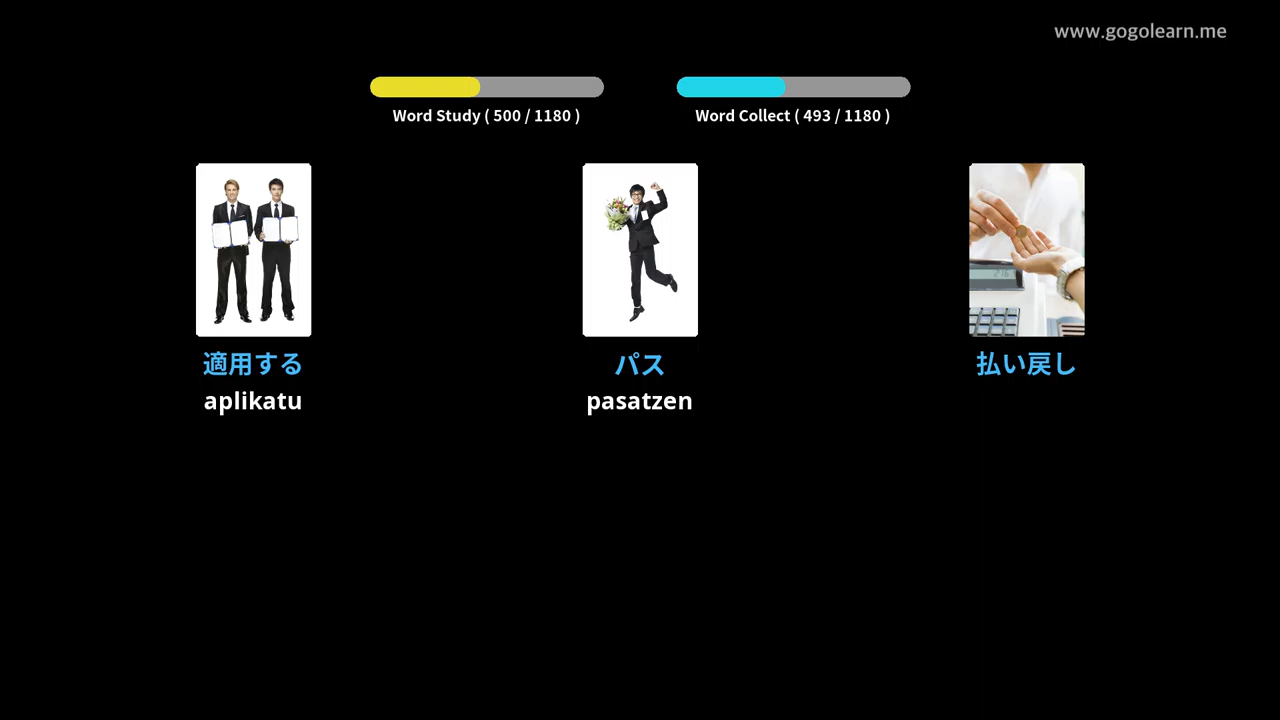 www.gogolearn.me
Word Study ( 500 / 1180 )
Word Collect ( 493 / 1180 )
適用する
aplikatu
パス
pasatzen
払い戻し